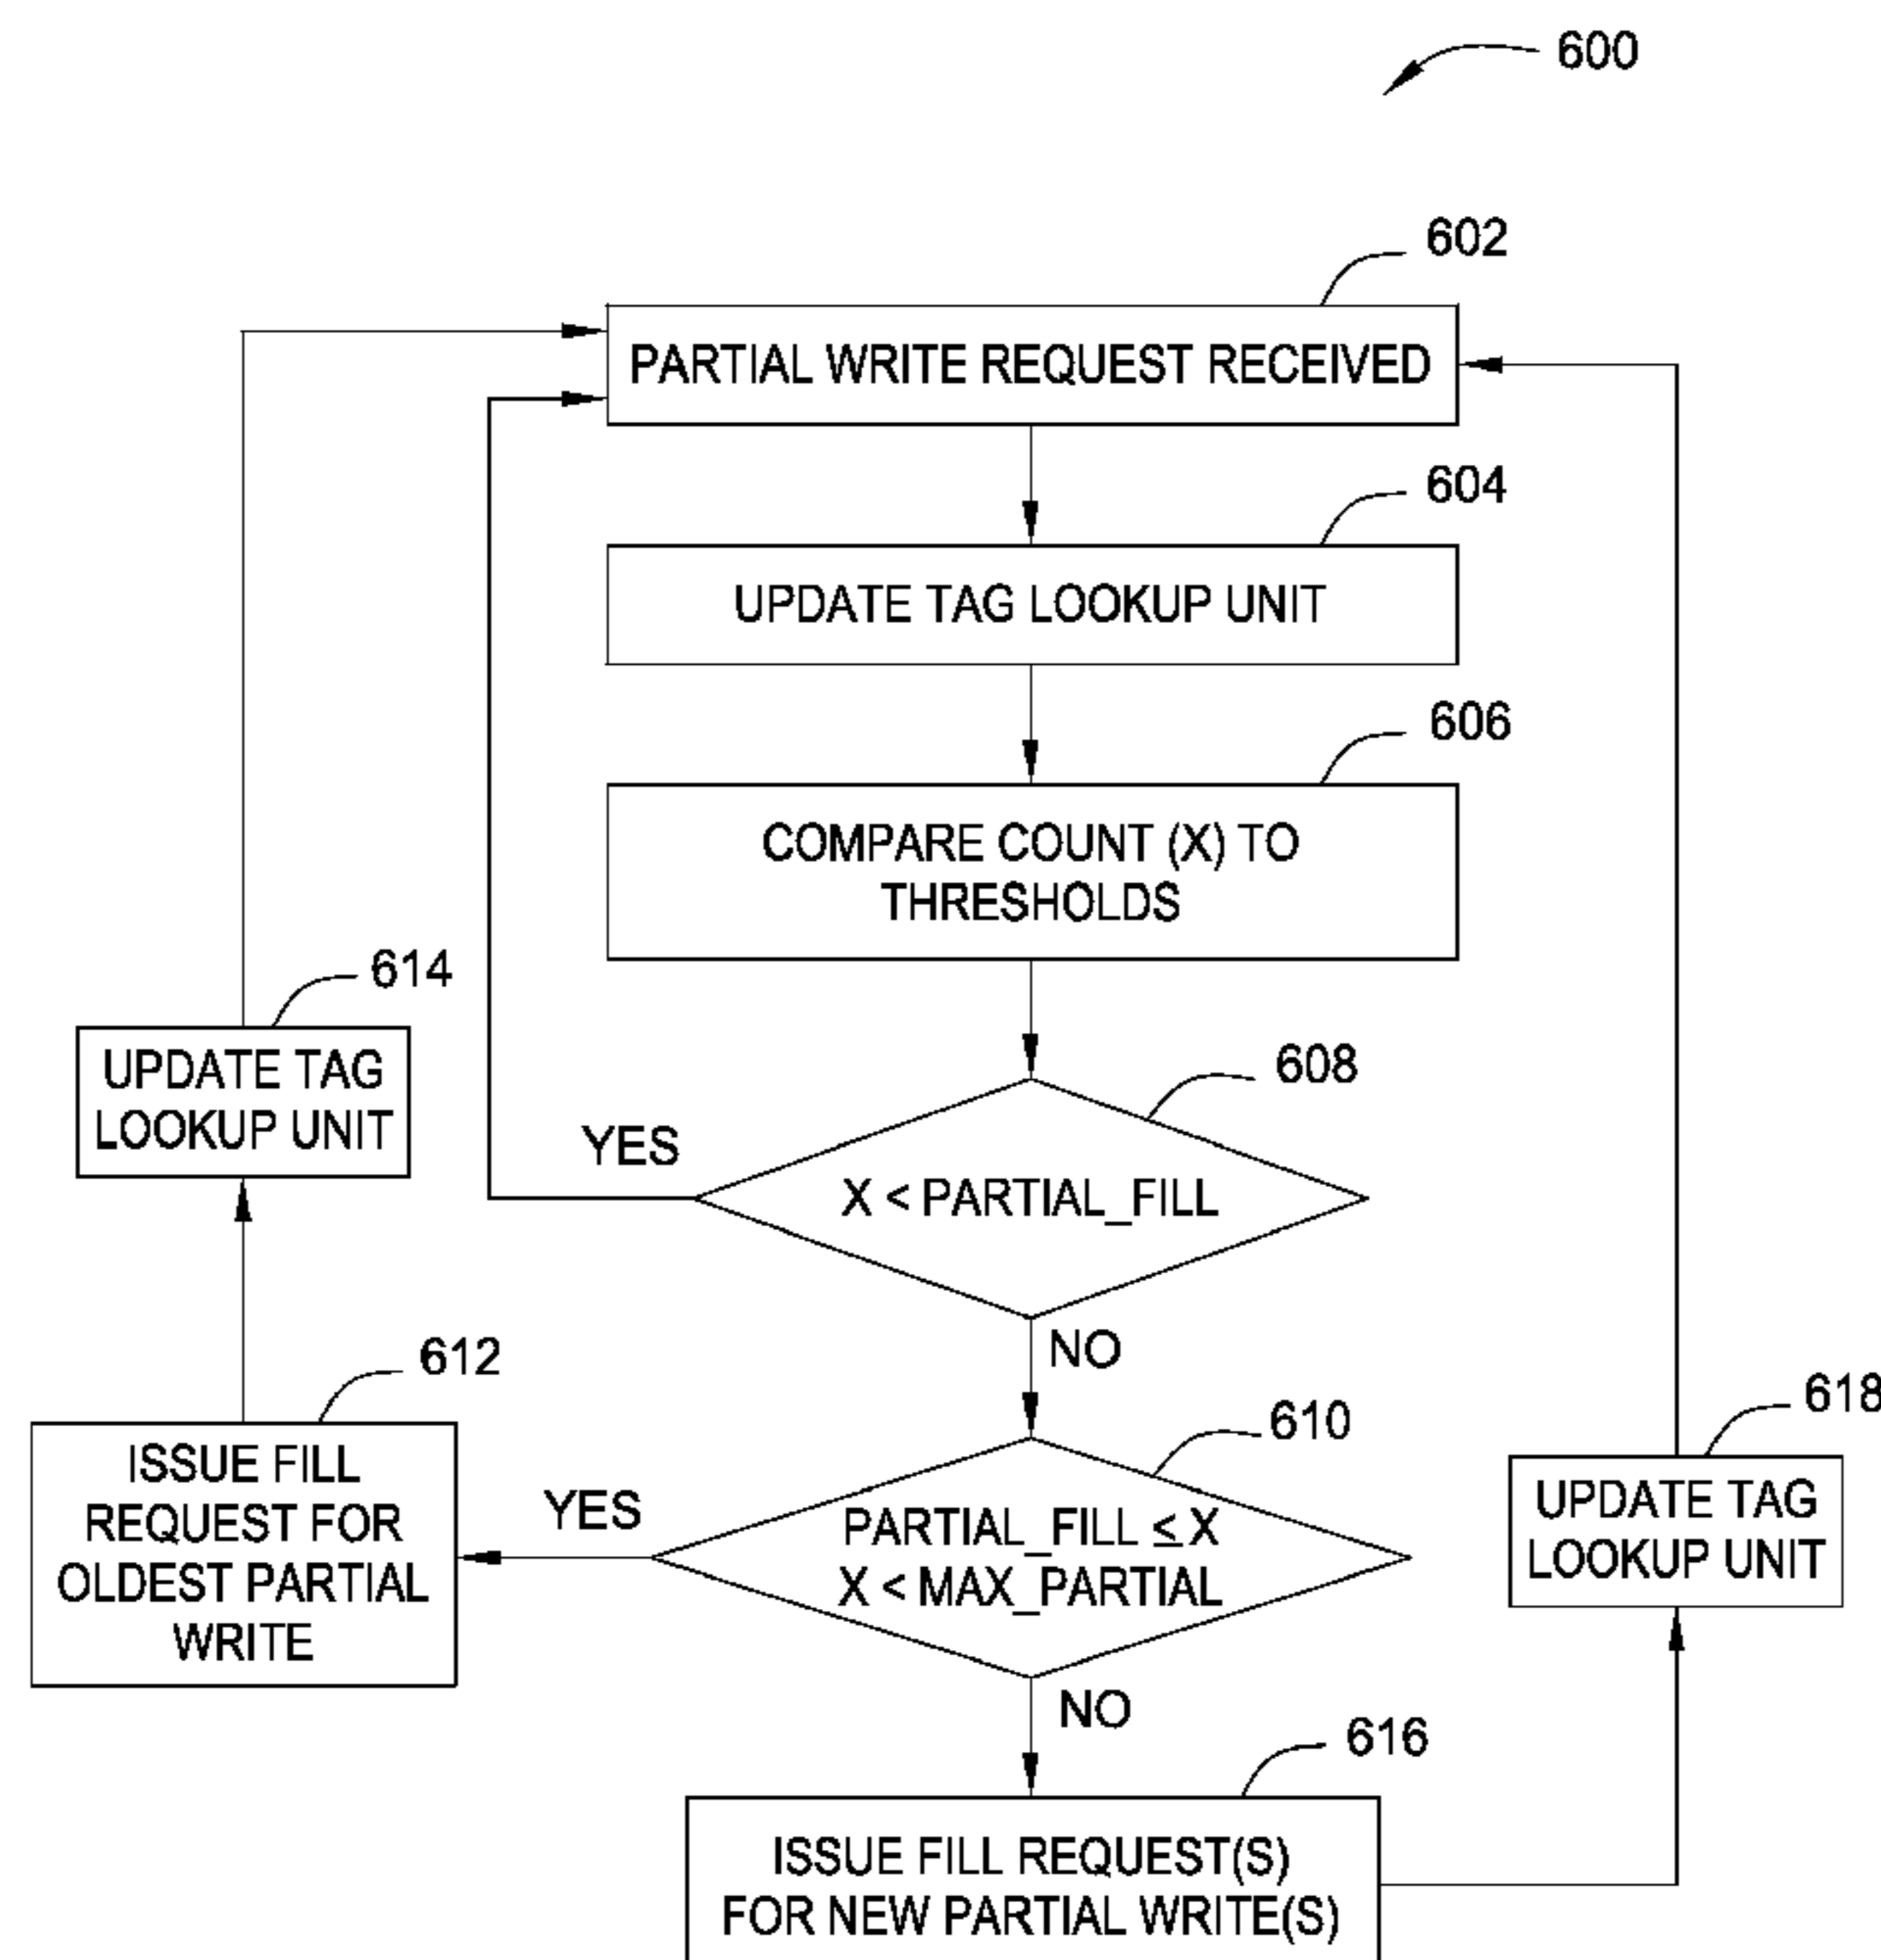 600
602
PARTIAL WRITE REQUEST RECEIVED
604
UPDATE TAG LOOKUP UNIT
606
COMPARE COUNT (X) TO
THRESHOLDS
614
UPDATE TAG
LOOKUP UNIT
608
YES
X < PARTIAL_FILL
NO
612
ISSUE FILL
REQUEST FOR
OLDEST PARTIAL
WRITE
610
YES
PARTIAL_FILL ≤ X
X < MAX_PARTIAL
618
UPDATE TAG
LOOKUP UNIT
NO
616
ISSUE FILL REQUEST(S)
FOR NEW PARTIAL WRITE(S)